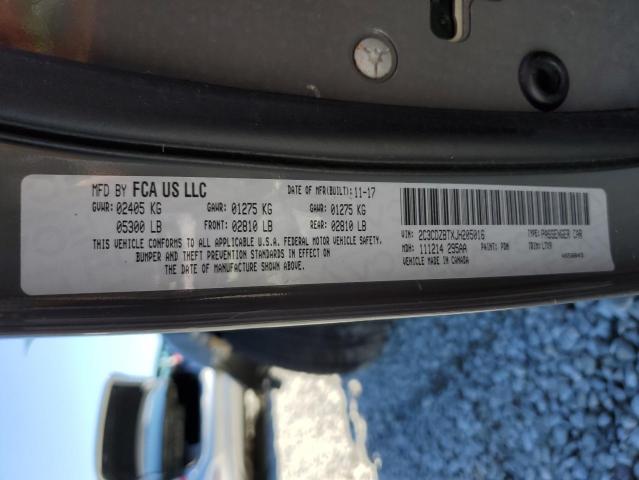 MFD BY FCA US LLC DATE OF MFR(BUILT): 11-17
GVWR: 02405 KG GAWR: 01275 KG GAWR: 01275 KG
05300 LB FRONT: 02810 LB REAR: 02810 LB
THIS VEHICLE CONFORMS TO ALL APPLICABLE U.S.A. FEDERAL MOTOR VEHICLE SAFETY,
BUMPER AND THEFT PREVENTION STANDARDS IN EFFECT ON
THE DATE OF MANUFACTURE SHOWN ABOVE.
VIN: 2C3CDZBTXJH205016 TYPE: PASSENGER CAR
MDH: 111214 295AA PAINT: PDN TRIM: LTX9
VEHICLE MADE IN CANADA